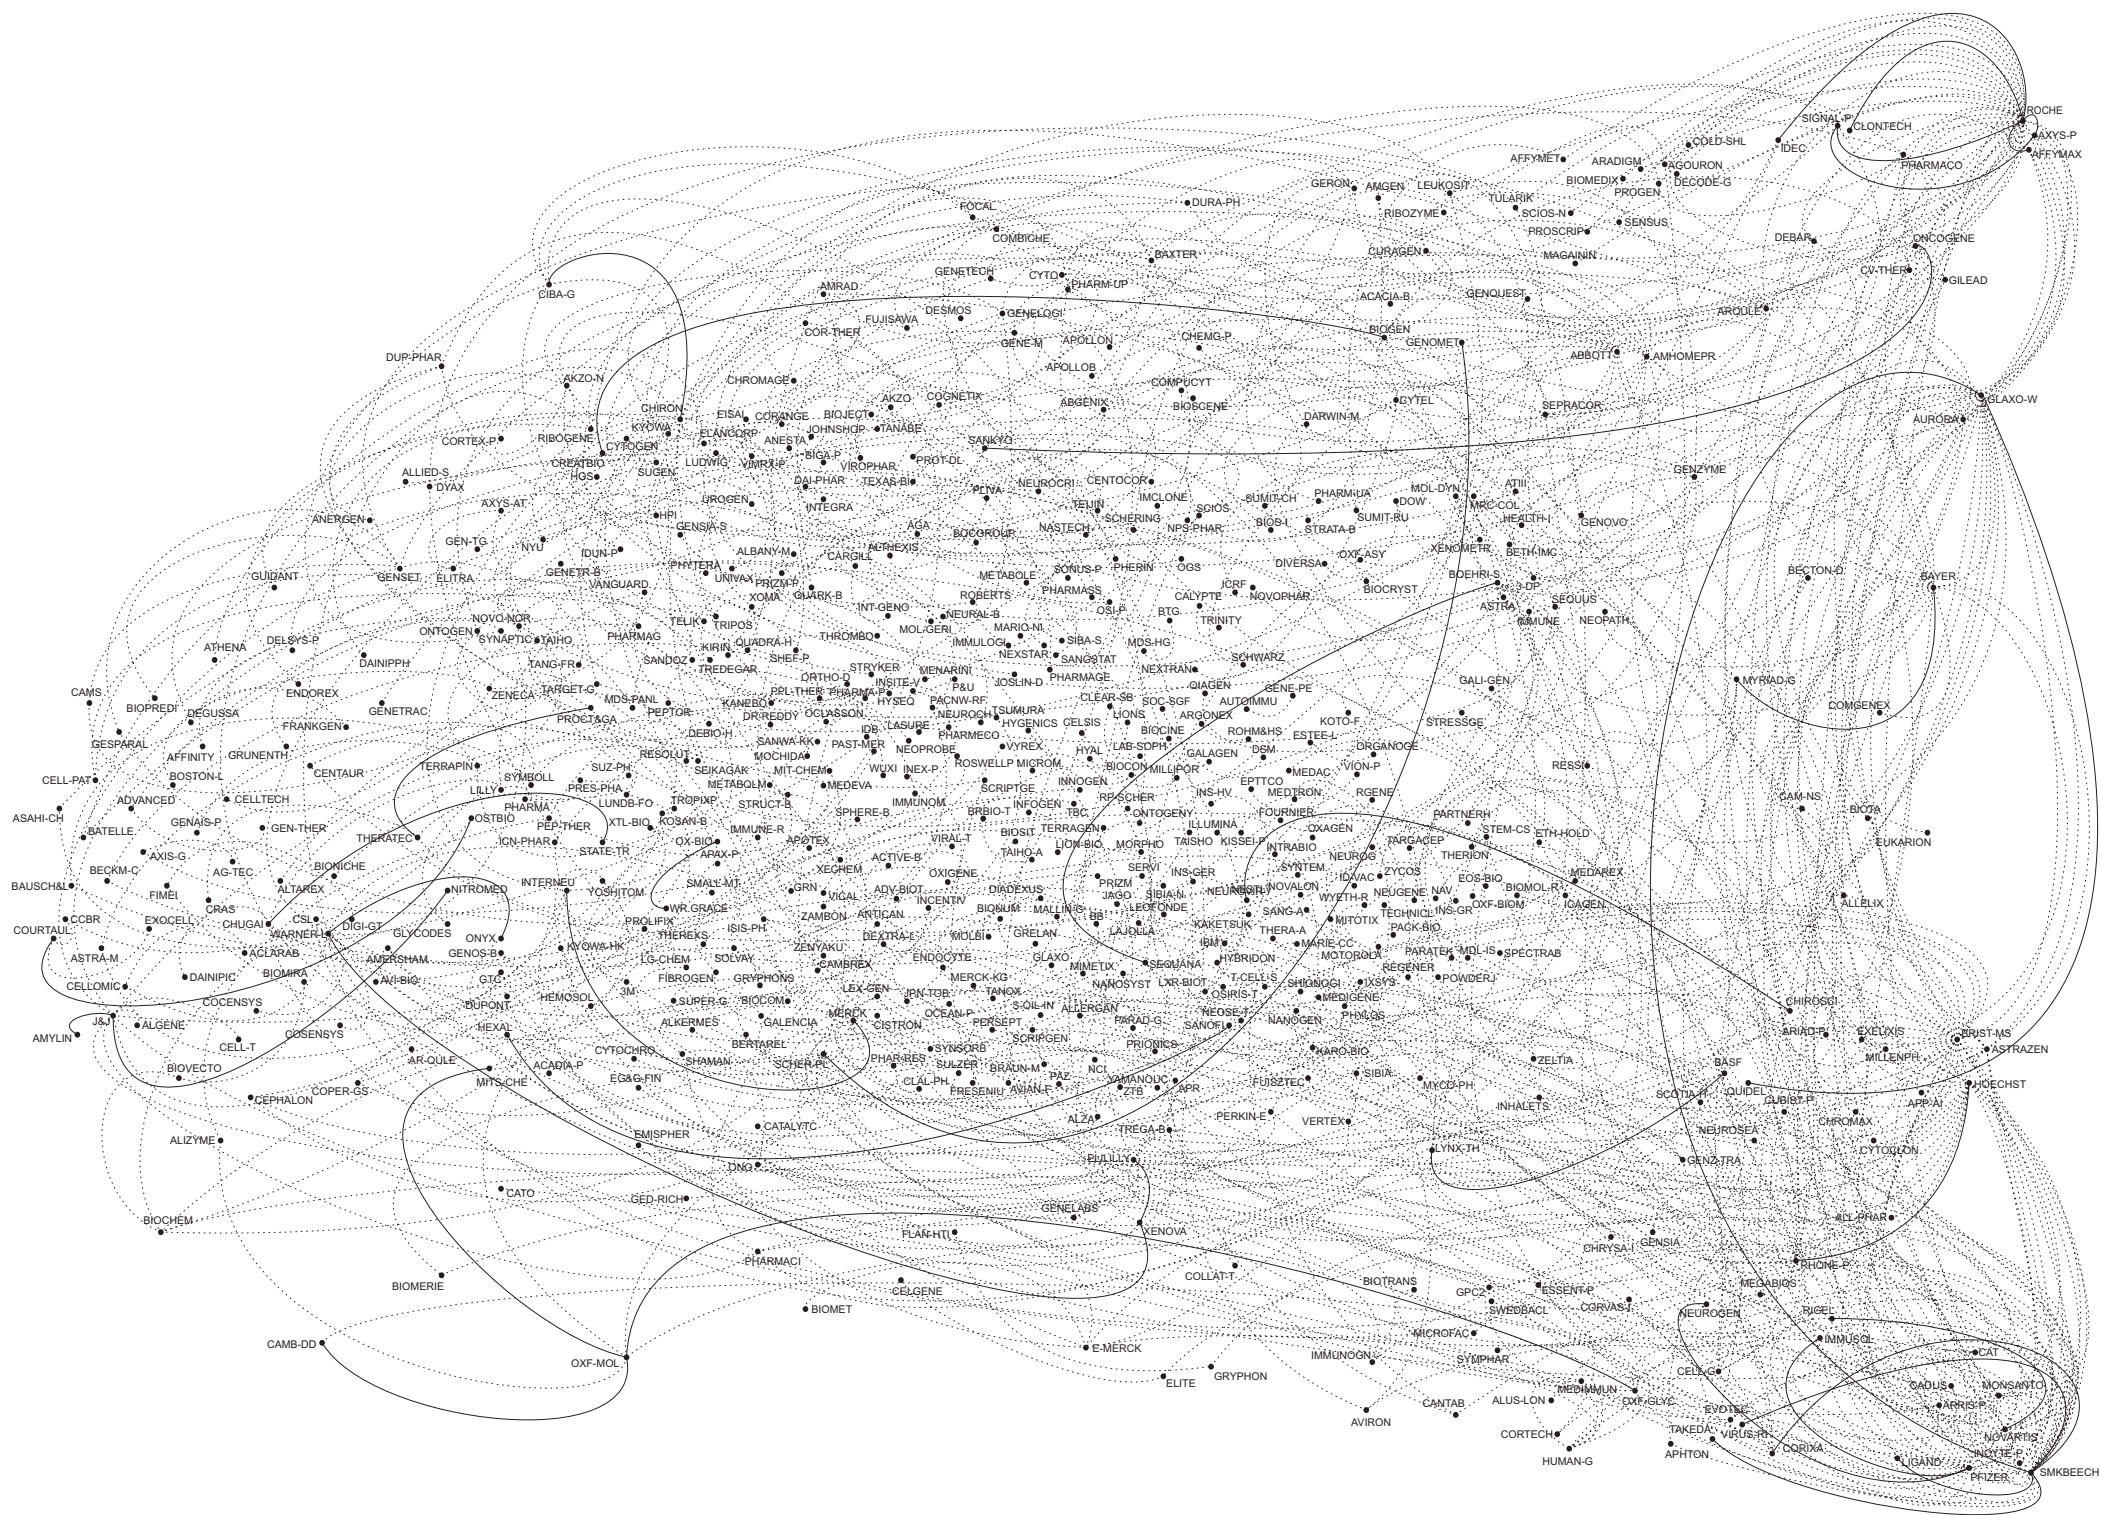 ROCHE
SIGNAL-P
CLONTECH
AXYS-P
COLD-SHL
IDEC
AFFYMAX
PHARMACO
AFFYMET
ARADIGM
AGOURON
BIOMEDIX
DECODE-G
PROGEN
GERON
AMGEN
LEUKOSIT
TULARIK
SCIOS-N
RIBOZYME
SENSUS
PROSCRIP
DURA-PH
FOCAL
COMBICHE
DEBAR
ONCOGENE
CURAGEN
BAXTER
MAGAININ
CV-THER
GILEAD
GENETECH
CYTO
PHARM-UP
CIBA-G
AMRAD
ACACIA-B
GENQUEST
ARQULE
DESMOS
GENELOGI
FUJISAWA
COR-THER
GENE-M
APOLLON
CHEMG-P
BIOGEN
GENOMET
ABBOTT
AMHOMEPR
DUP-PHAR
AKZO-N
CHROMAGE
APOLLOB
COMPUCYT
BIOSCENE
ABGENIX
CYTEL
GLAXO-W
AKZO
COGNETIX
CHIRON
EISAI
CORANGE
BIOJECT
SEPRACOR
DARWIN-M
AURORA
KYOWA
ELANCORP
JOHNSHOP
TANABE
CORTEX-P
RIBOGENE
CYTOGEN
ANESTA
SANKYO
CREATBIO
LUDWIG
VIMRX-P
SIGA-P
VIROPHAR
PROT-DL
HGS
SUGEN
ALLIED-S
DYAX
DAI-PHAR
TEXAS-BI
PLIVA
NEUROCRI
CENTOCOR
GENZYME
AXYS-AT
UROGEN
INTEGRA
TEIJIN
IMCLONE
SUMIT-CH
PHARM-UA
DOW
MOL-DYN
ATIII
MRC-COL
ANERGEN
HPI
GENSIA-S
AGA
BOCGROUP
NASTECH
SCHERING
SCIOS
NPS-PHAR
BIOS-I
STRATA-B
SUMIT-RU
HEALTH-I
GENOVO
GEN-TG
NYU
IDUN-P
ALBANY-M
CARGILL
ALTHEXIS
XENOMETR
BETH-IMC
GUIDANT
GENSET
ELITRA
GENETR-B
VANGUARD
PHYTERA
UNIVAX
PRIZM-P
QUARK-B
METABOLE
SONUS-P
PHERIN
OGS
DIVERSA
OXF-ASY
BIOCRYST
BOEHRI-S
3-DP
BECTON-D
BAYER
XOMA
INT-GENO
ROBERTS
PHARMASS
OSI-P
CALYPTE
ICRF
NOVOPHAR
ASTRA
SEQUUS
IMMUNE
NEOPATH
NOVO-NOR
ONTOGEN
SYNAPTIC
TAIHO
PHARMAG
TELIK
TRIPOS
THROMBO
MOL-GERI
NEURAL-B
MARIO-NI
BTG
TRINITY
ATHENA
DELSYS-P
DAINIPPH
TANG-FR
SANDOZ
KIRIN
QUADRA-H
TREDEGAR
SHEF-P
IMMULOGI
NEXSTAR
SIBA-S
SANGSTAT
MDS-HG
NEXTRAN
SCHWARZ
CAMS
BIOPREDI
ENDOREX
GENETRAC
ZENECA
TARGET-G
MDS-PANL
STRYKER
ORTHO-D
INSITE-V
MENARINI
P&U
JOSLIN-D
PHARMAGE
QIAGEN
GENE-PE
GALI-GEN
MYRIAD-G
COMGENEX
DEGUSSA
FRANKGEN
PROCT&GA
PEPTOR
KANEBO
PPL-THER
PHARMA-P
HYSEQ
PACNW-RF
CLEAR-SB
SOC-SGF
AUTOIMMU
DR-REDDY
OCLASSON
LASURE
NEUROCH
TSUMURA
HYGENICS
LIONS
ARGONEX
KOTO-F
STRESSGE
GESPARAL
AFFINITY
GRUNENTH
DEBIO-H
SANWA-KK
IDB
PHARMECO
CELSIS
BIOCINE
ROHM&HS
ESTEE-L
RESOLUT
PAST-MER
NEOPROBE
VYREX
HYAL
LAB-SOPH
GALAGEN
DSM
ORGANOGE
CELL-PAT
BOSTON-L
CENTAUR
TERRAPIN
SUZ-PH
SEIKAGAK
MOCHIDA
MIT-CHEM
WUXI
INEX-P
ROSWELLP
MICROM
BIOCON
MILLIPOR
MEDAC
VION-P
RESSI
SYMBOLL
LILLY
PRES-PHA
METABOLM
MEDEVA
SCRIPTGE
INNOGEN
EPTTCO
ADVANCED
CELLTECH
PHARMA
LUNDB-FO
TROPIXP
STRUCT-B
IMMUNOM
INFOGEN
RP-SCHER
INS-HV
MEDTRON
RGENE
CAM-NS
BIOTA
ASAHI-CH
GENAIS-P
GEN-THER
OSTBIO
PEP-THER
XTL-BIO
KOSAN-B
SPHERE-B
BRBIO-T
TBC
ONTOGENY
FOURNIER
PARTNERH
BATELLE
THERATEC
ICN-PHAR
STATE-TR
OX-BIO
IMMUNE-R
APOTEX
VIRAL-T
BIOSIT
TERRAGEN
ILLUMINA
TAISHO
KISSEI-P
OXAGEN
STEM-CS
ETH-HOLD
EUKARION
AXIS-G
BIONICHE
APAX-P
TAIHO-A
LION-BIO
MORPHO
INTRABIO
NEUROG
TARGACEP
THERION
BECKM-C
AG-TEC
XECHEM
ACTIVE-B
SERVI
SYNTEM
BAUSCH&L
FIMEI
ALTAREX
NITROMED
INTERNEU
YOSHITOM
SMALL-MT
GRN
VIGAL
ADV-BIOT
OXIGENE
DIADEXUS
PRIZM
INS-GER
INOVALON
ID-VAC
ZYCOS
EOS-BIO
MEDAREX
CRAS
WR.GRACE
INCENTIV
JAGO
SIBIA-N
NEUGENE
NAV
BIOMOL-R
ALLELIX
CCBR
EXOCELL
CSL
DIGI-GT
GLYCODES
PROLIFIX
ZAMBON
ANTICAN
BIONUM
MALLIN-C
LEOFONDE
SANG-A
WYETH-R
TECHNICL
INS-GR
OXF-BIOM
ICAGEN
COURTAUL
CHUGAI
WARNER-L
ONYX
THEREXS
ISIS-PH
BB
LAJOLLA
KAKETSUK
MITOTIX
PACK-BIO
ASTRA-M
ACLARAB
AMERSHAM
GENOS-B
KYOWA-HK
SOLVAY
ZENYAKU
DEXTRA-L
MOLBI
GRELAN
IBMY
THERA-A
MARIE-CC
PARATEK
MDL-IS
SPECTRAB
DAINIPIC
BIOMIRA
LG-CHEM
CAMBREX
ENDOCYTE
GLAXO
SEQUANA
HYBRIDON
MOTOROLA
REGENER
CELLOMIC
AVI-BIO
GTC
FIBROGEN
GRYPHONS
MERCK-KG
MIMETIX
NANOSYST
LXR-BIOT
T-CELL-S
SHIONOGI
IXSYS
POWDERJ
COCENSYS
DUPONT
HEMOSOL
3M
SUPER-G
BIOCOM
LEX-GEN
JPN-TOB
TANOX
OSIRIS-T
MEDIGENE
CHIROSCI
J&J
ALGENE
COSENSYS
HEXAL
ALKERMES
GALENCIA
MERCK
CISTRON
OCEAN-P
S-OIL-IN
ALLERGAN
PARAD-G
NEOSE-T
SANOFI
NANOGEN
PHYLOS
ARIAD-P
EXELIXIS
BRIST-MS
AMYLIN
CELL-T
BERTAREL
PERSEPT
SCRIPGEN
PRIONICS
AR-QULE
CYTOCHRO
SHAMAN
SCHER-PL
SYNSORB
KARO-BIO
ZELTIA
MILLENPH
ASTRAZEN
BIOVECTO
MITS-CHE
ACADIA-P
PHAR-RES
SULZER
BRAUN-M
NCI
SIBIA
BASF
COPER-GS
EG&G-FIN
CLAL-PH
FRESENIU
AVIAN-F
PAZ
YAMANOUC
ZTB
APR
FUISZTEC
MYCO-PH
HOECHST
CEPHALON
INHALETS
SCOTIA-H
QUIDEL
CUBIST-P
APP-AI
ALZA
PERKIN-E
VERTEX
CHROMAX
ALIZYME
EMISPHER
CATALYTC
TREGA-B
NEUROSEA
CYTOCLON
ONO
ELI-LILLY
LYNX-TH
GENZ-TRA
CATO
GED-RICH
BIOCHEM
GENELABS
XENOVA
ALL-PHAR
FLAN-HTI
CHRYSA-I
GENSIA
PHARMACI
RHONE-P
BIOMERIE
COLLAT-T
BIOTRANS
GPC2
ESSENT-P
MEGABIOS
CELGENE
BIOMET
SWEDBACL
CORVAS-I
NEUROGEN
RIGEL
MICROFAC
IMMUSOL
CAMB-DD
OXF-MOL
E-MERCK
IMMUNOGN
SYMPHAR
CAT
GRYPHON
ELITE
CELL-G
MEDIMMUN
CADUS
MONSANTO
CANTAB
ALUS-LON
OXF-GLYC
ARRIS-P
AVIRON
EVOTEC
CORTECH
TAKEDA
VIRUS-RI
NOVARTIS
HUMAN-G
APHTON
CORIXA
INCYTE-P
LIGAND
PFIZER
SMKBEECH